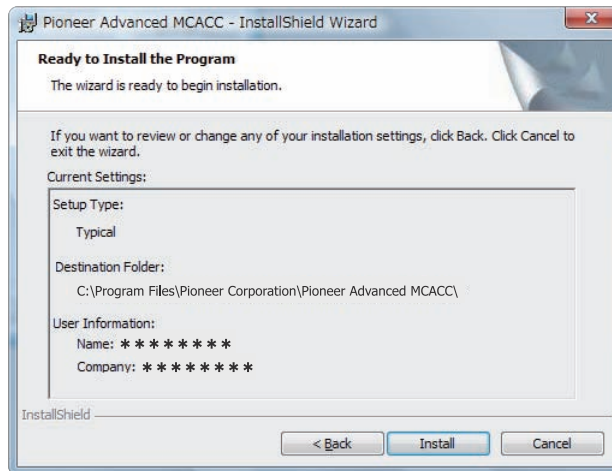 Pioneer Advanced MCACC - InstallShield Wizard
Ready to Install the Program
The wizard is ready to begin installation.
If you want to review or change any of your installation settings, click Back. Click Cancel to
exit the wizard.
Current Settings:
Setup Type:
Typical
Destination Folder:
C:\Program Files\Pioneer Corporation\Pioneer Advanced MCACC\
User Information:
Name: ********
Company: ********
InstallShield
< Back Install Cancel